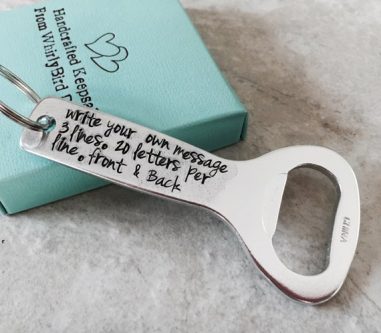 Handcrafted Keepsa
From WhirlyBird
write your own message
3 lines. 20 letters per
line. front & Back